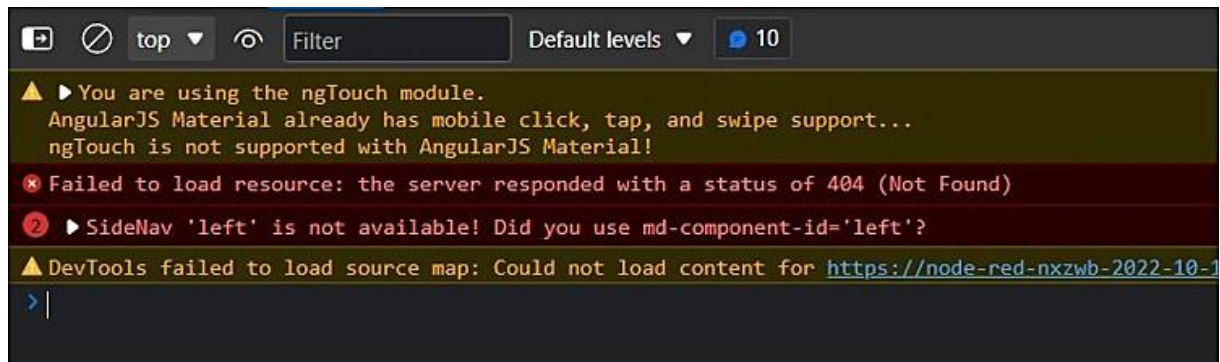 top Filter Default levels 10
You are using the ngTouch module.
AngularJS Material already has mobile click, tap, and swipe support...
ngTouch is not supported with AngularJS Material!
Failed to load resource: the server responded with a status of 404 (Not Found)
2 SideNav 'left' is not available! Did you use md-component-id='left'?
DevTools failed to load source map: Could not load content for https://node-red-nxzwb-2022-10-1
>